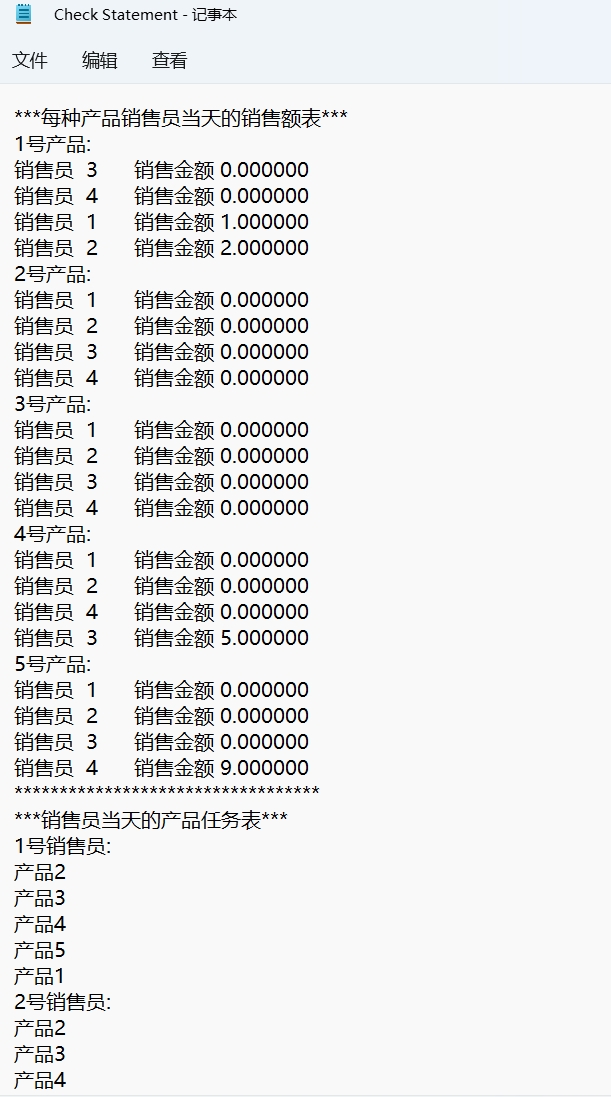 Check Statement - 记事本
文件 编辑 查看
***每种产品销售员当天的销售额表***
1号产品:
销售员 3 销售金额 0.000000
销售员 4 销售金额 0.000000
销售员 1 销售金额 1.000000
销售员 2 销售金额 2.000000
2号产品:
销售员 1 销售金额 0.000000
销售员 2 销售金额 0.000000
销售员 3 销售金额 0.000000
销售员 4 销售金额 0.000000
3号产品:
销售员 1 销售金额 0.000000
销售员 2 销售金额 0.000000
销售员 3 销售金额 0.000000
销售员 4 销售金额 0.000000
4号产品:
销售员 1 销售金额 0.000000
销售员 2 销售金额 0.000000
销售员 4 销售金额 0.000000
销售员 3 销售金额 5.000000
5号产品:
销售员 1 销售金额 0.000000
销售员 2 销售金额 0.000000
销售员 3 销售金额 0.000000
销售员 4 销售金额 9.000000
**********************************
***销售员当天的产品任务表***
1号销售员:
产品2
产品3
产品4
产品5
产品1
2号销售员:
产品2
产品3
产品4